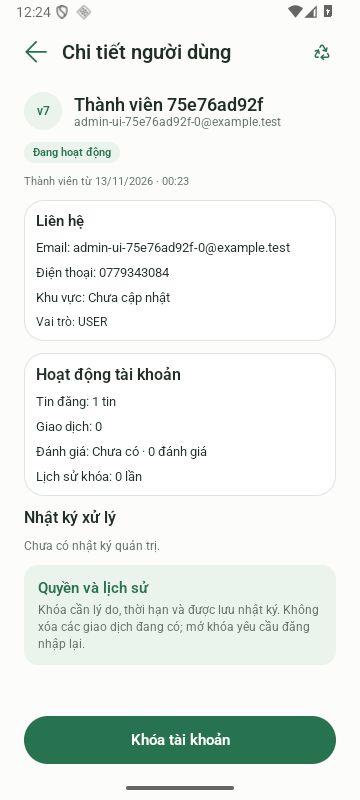 12:24
Chi tiết người dùng
v7
Thành viên 75e76ad92f
admin-ui-75e76ad92f-0@example.test
Đang hoạt động
Thành viên từ 13/11/2026 · 00:23
Liên hệ
Email: admin-ui-75e76ad92f-0@example.test
Điện thoại: 0779343084
Khu vực: Chưa cập nhật
Vai trò: USER
Hoạt động tài khoản
Tin đăng: 1 tin
Giao dịch: 0
Đánh giá: Chưa có · 0 đánh giá
Lịch sử khóa: 0 lần
Nhật ký xử lý
Chưa có nhật ký quản trị.
Quyền và lịch sử
Khóa cần lý do, thời hạn và được lưu nhật ký. Không
xóa các giao dịch đang có; mở khóa yêu cầu đăng
nhập lại.
Khóa tài khoản